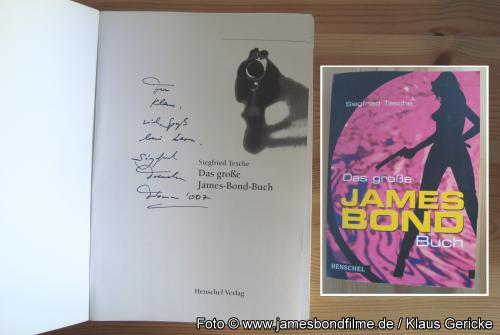 Für
Klaus,
viel Spaß
beim Lesen.
Siegfried
Tesche
'007
Siegfried Tesche
Das große
James-Bond-Buch
Henschel Verlag
Siegfried Tesche
Das große
JAMES
BOND
Buch
HENSCHEL
Foto © www.jamesbondfilme.de / Klaus Gericke